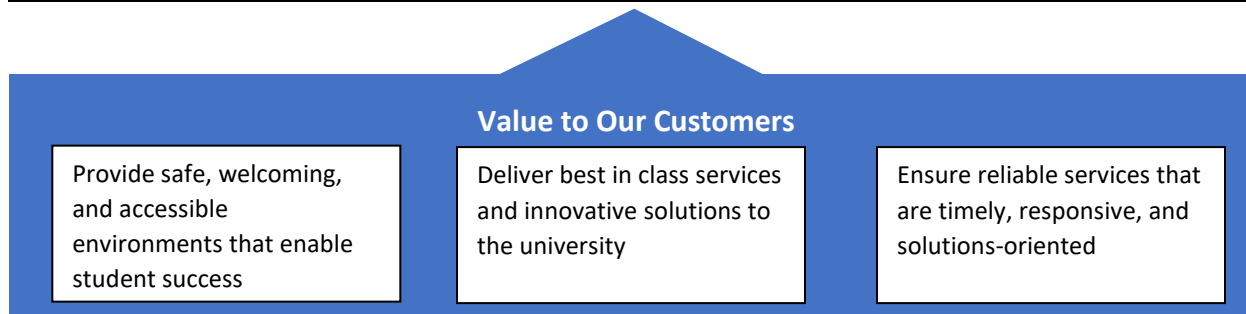 Value to Our Customers
Provide safe, welcoming,
and accessible
environments that enable
student success
Deliver best in class services
and innovative solutions to
the university
Ensure reliable services that
are timely, responsive, and
solutions-oriented